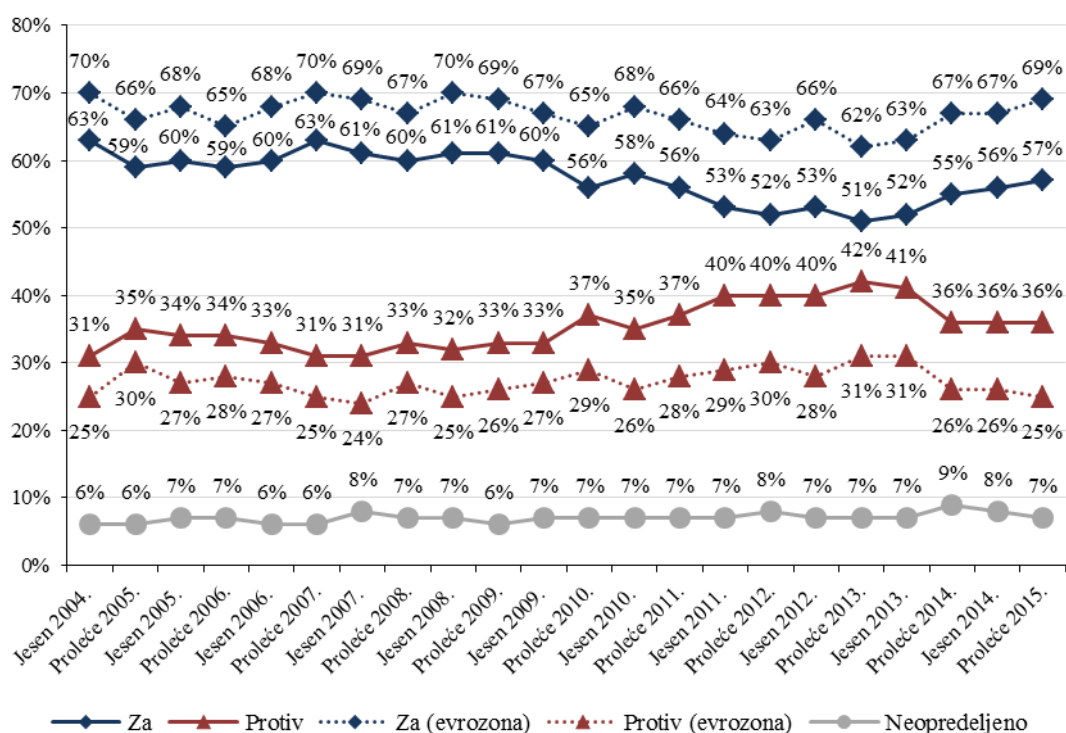 80%
70%
60%
50%
40%
30%
20%
10%
0%
70% 66% 68% 65% 68% 70% 69% 67% 70% 69% 67% 65% 68% 66% 64% 63% 66% 62% 63% 67% 67% 69%
63% 59% 60% 59% 60% 63% 61% 60% 61% 61% 60% 56% 58% 56% 53% 52% 53% 51% 52% 55% 56% 57%
31% 35% 34% 34% 33% 31% 31% 33% 32% 33% 33% 37% 35% 37% 40% 40% 40% 42% 41% 36% 36% 36%
25% 30% 27% 28% 27% 25% 24% 27% 25% 26% 27% 29% 26% 28% 29% 30% 28% 31% 31% 26% 26% 25%
6% 6% 7% 7% 6% 6% 8% 7% 7% 6% 7% 7% 7% 7% 7% 8% 7% 7% 7% 9% 8% 7%
Jesen 2004.
Proleće 2005.
Jesen 2005.
Proleće 2006.
Jesen 2006.
Proleće 2007.
Jesen 2007.
Proleće 2008.
Jesen 2008.
Proleće 2009.
Jesen 2009.
Proleće 2010.
Jesen 2010.
Proleće 2011.
Jesen 2011.
Proleće 2012.
Jesen 2012.
Proleće 2013.
Jesen 2013.
Proleće 2014.
Jesen 2014.
Proleće 2015.
Za Protiv Za (evrozona) Protiv (evrozona) Neopredeljeno